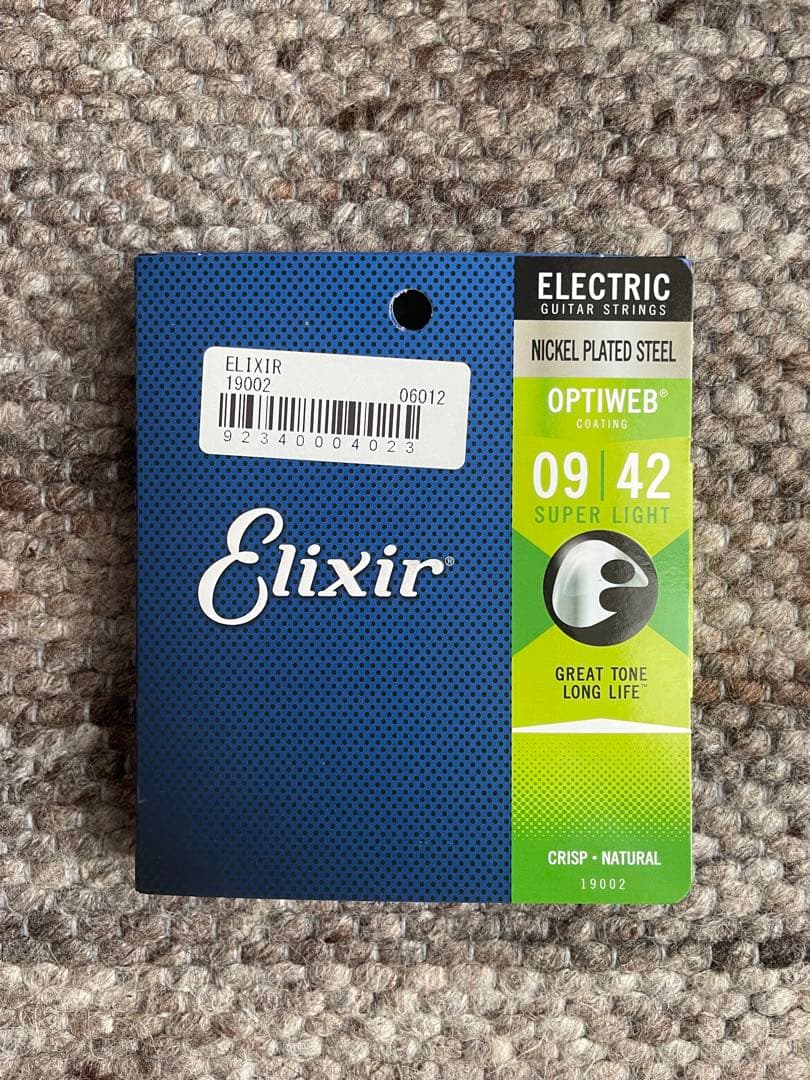 ELIXIR
19002
06012
92340004023
Elixir®
ELECTRIC
GUITAR STRINGS
NICKEL PLATED STEEL
OPTIWEB®
COATING
09|42
SUPER LIGHT
GREAT TONE
LONG LIFE™
CRISP • NATURAL
19002